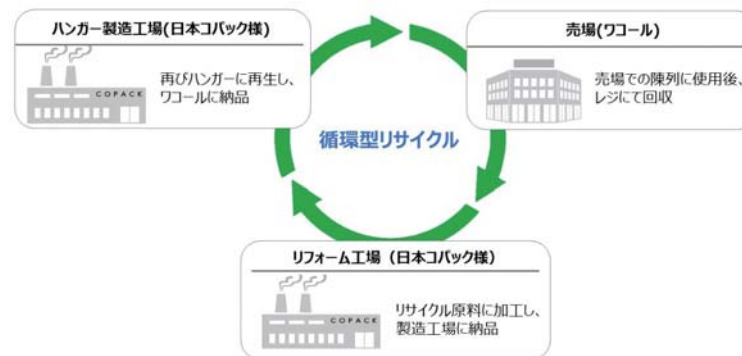 ハンガー製造工場(日本コパック様)
COPACK
再びハンガーに再生し、
ワコールに納品
売場(ワコール)
売場での陳列に使用後、
レジにて回収
循環型リサイクル
リフォーム工場（日本コパック様）
COPACK
リサイクル原料に加工し、
製造工場に納品